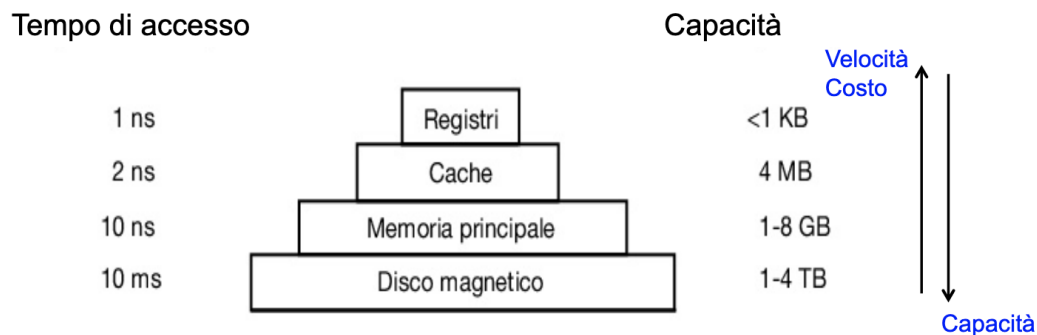 Tempo di accesso Capacità
Velocità
Costo
1 ns Registri <1 KB
2 ns Cache 4 MB
10 ns Memoria principale 1-8 GB
10 ms Disco magnetico 1-4 TB
Capacità